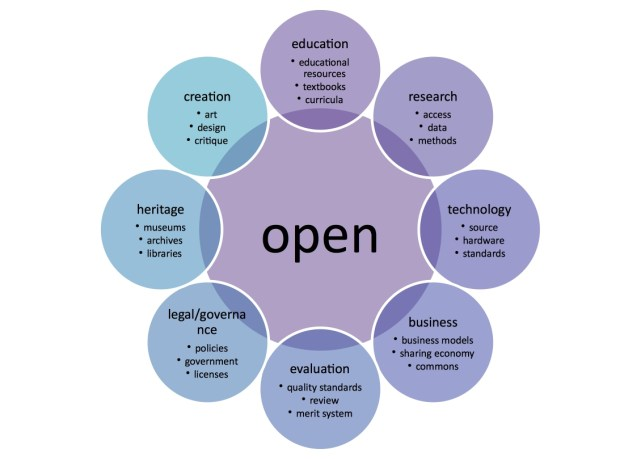 education
• educational
resources
• textbooks
• curricula
research
• access
• data
• methods
technology
• source
• hardware
• standards
business
• business models
• sharing economy
• commons
evaluation
• quality standards
• review
• merit system
legal/governa
nce
• policies
• government
• licenses
heritage
• museums
• archives
• libraries
creation
• art
• design
• critique
open